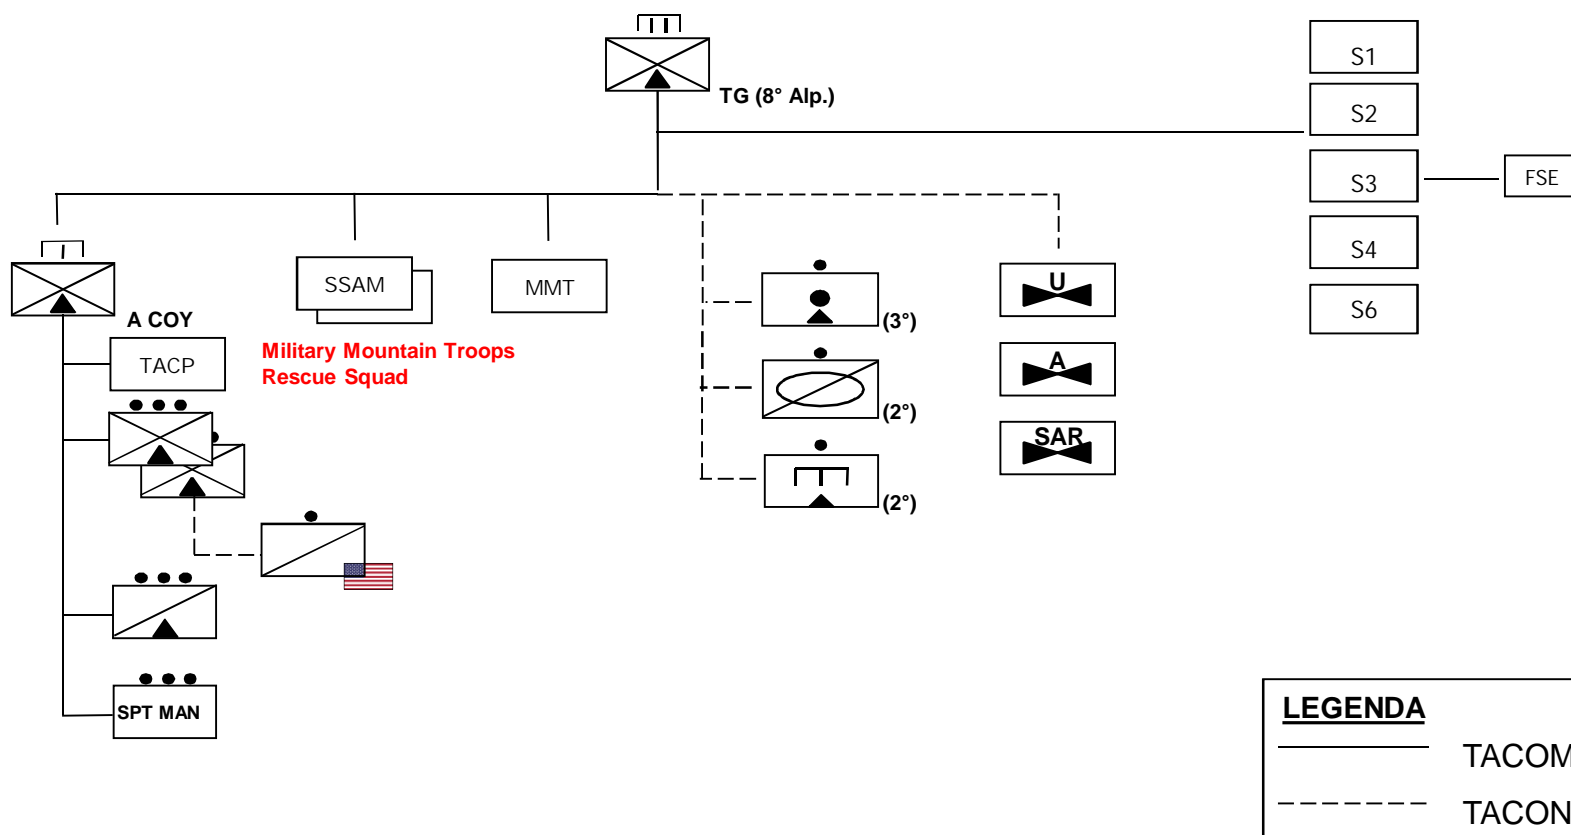 TG (8° Alp.)
S1
S2
S3
FSE
S4
S6
A COY
TACP
SSAM
MMT
Military Mountain Troops
Rescue Squad
(3°)
(2°)
(2°)
U
A
SAR
SPT MAN
LEGENDA
TACOM
TACON